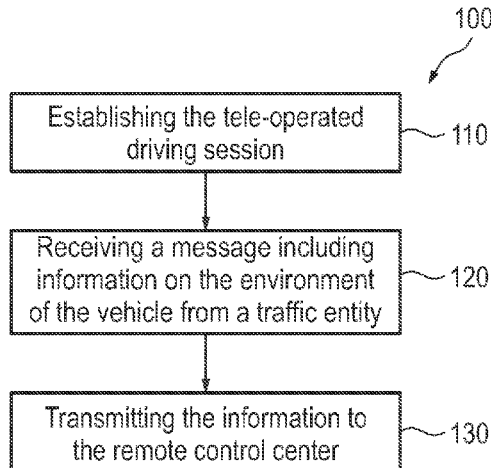 100
Establishing the tele-operated
driving session
110
Receiving a message including
information on the environment
of the vehicle from a traffic entity
120
Transmitting the information to
the remote control center
130